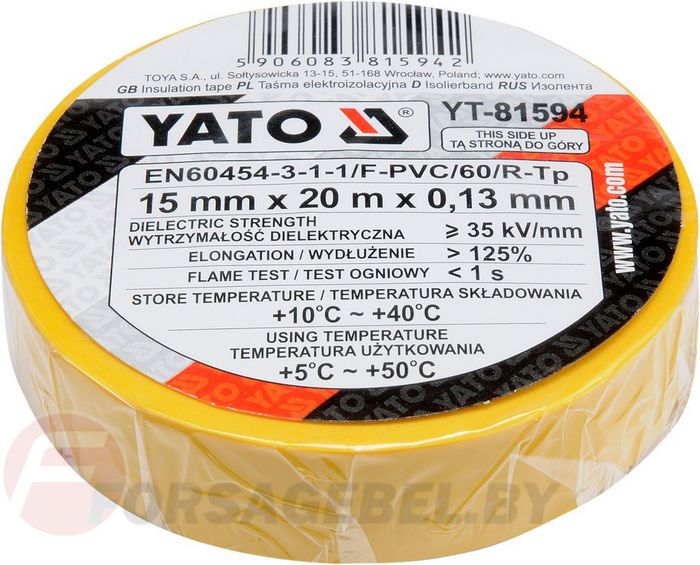 5 906083 815942
TOYA S.A., ul. Sołtysowicka 13-15, 51-168 Wrocław, Poland; www.yato.com
GB Insulation tape PL Taśma elektroizolacyjna D Isolierband RUS Изолента
YATO ®
YT-81594
THIS SIDE UP
TĄ STRONĄ DO GÓRY
EN60454-3-1-1/F-PVC/60/R-Tp
15 mm x 20 m x 0,13 mm
DIELECTRIC STRENGTH
WYTRZYMAŁOŚĆ DIELEKTRYCZNA ≥ 35 kV/mm
ELONGATION / WYDŁUŻENIE > 125%
FLAME TEST / TEST OGNIOWY < 1 s
STORE TEMPERATURE / TEMPERATURA SKŁADOWANIA
+10°C ~ +40°C
USING TEMPERATURE
TEMPERATURA UŻYTKOWANIA
+5°C ~ +50°C
www.yato.com
YATO
FORSAGEBEL.BY